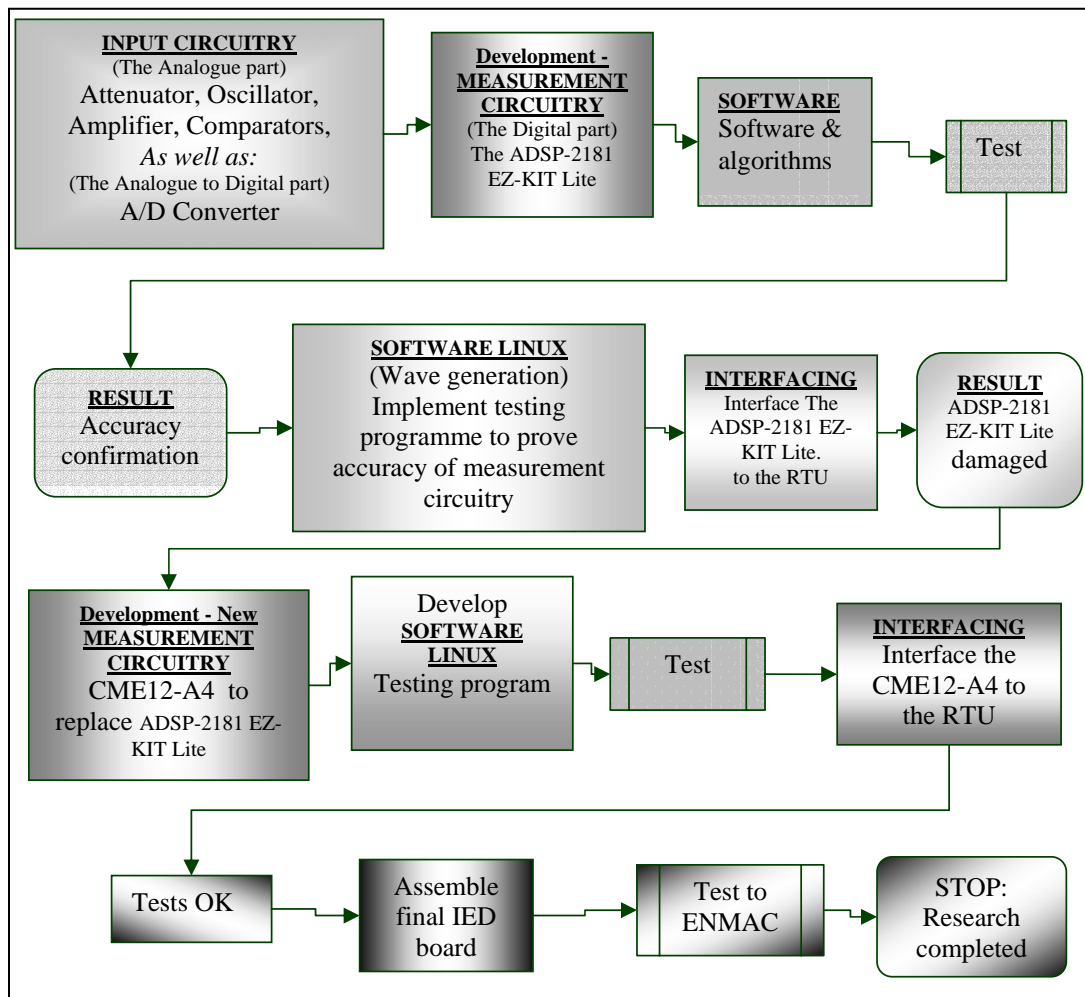 INPUT CIRCUITRY
(The Analogue part)
Attenuator, Oscillator,
Amplifier, Comparators,
As well as:
(The Analogue to Digital part)
A/D Converter
Development -
MEASUREMENT
CIRCUITRY
(The Digital part)
The ADSP-2181
EZ-KIT Lite
SOFTWARE
Software &
algorithms
Test
RESULT
Accuracy
confirmation
SOFTWARE LINUX
(Wave generation)
Implement testing
programme to prove
accuracy of measurement
circuitry
INTERFACING
Interface The
ADSP-2181 EZ-
KIT Lite.
to the RTU
RESULT
ADSP-2181
EZ-KIT Lite
damaged
Development - New
MEASUREMENT
CIRCUITRY
CME12-A4 to
replace ADSP-2181 EZ-
KIT Lite
Develop
SOFTWARE
LINUX
Testing program
Test
INTERFACING
Interface the
CME12-A4 to
the RTU
Tests OK
Assemble
final IED
board
Test to
ENMAC
STOP:
Research
completed